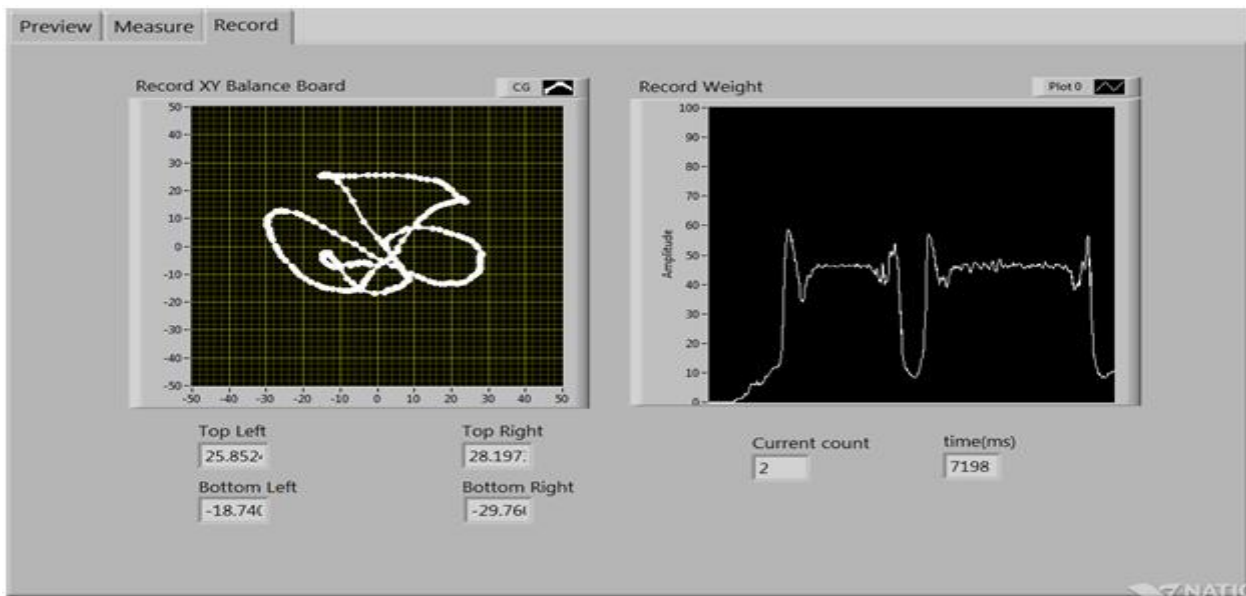 Preview Measure Record
Record XY Balance Board
CG
50
40
30
20
10
0
-10
-20
-30
-40
-50
-50 -40 -30 -20 -10 0 10 20 30 40 50
Record Weight
Plot 0
100
90
80
70
60
50
40
30
20
10
0
Amplitude
Top Left
25.852
Top Right
28.197
Bottom Left
-18.74
Bottom Right
-29.76
Current count
2
time(ms)
7198